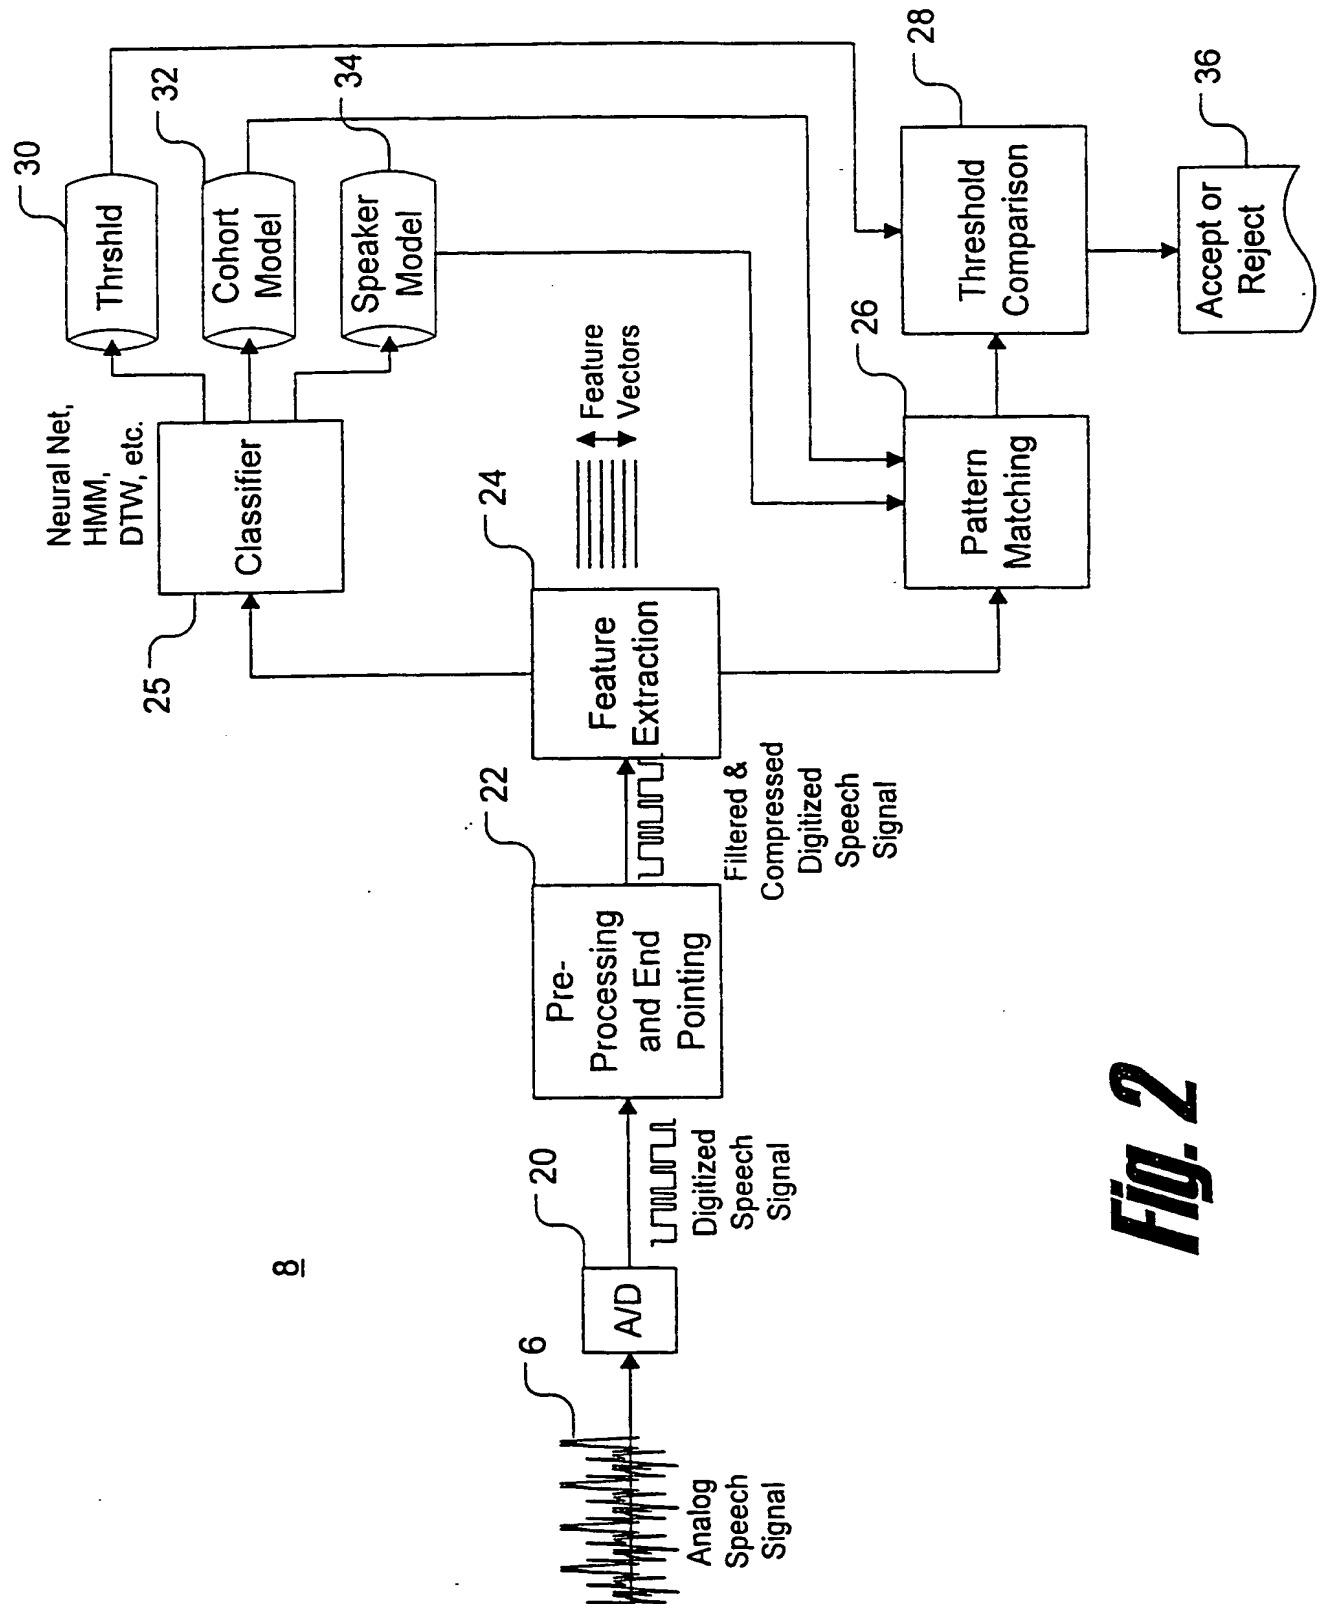 8
6
Analog
Speech
Signal
20
A/D
Digitized
Speech
Signal
22
Pre-
Processing
and End
Pointing
Filtered &
Compressed
Digitized
Speech
Signal
24
Feature
Extraction
Feature
Vectors
25
Neural Net,
HMM,
DTW, etc.
Classifier
30
Thrshld
32
Cohort
Model
34
Speaker
Model
26
Pattern
Matching
28
Threshold
Comparison
36
Accept or
Reject
Fig. 2